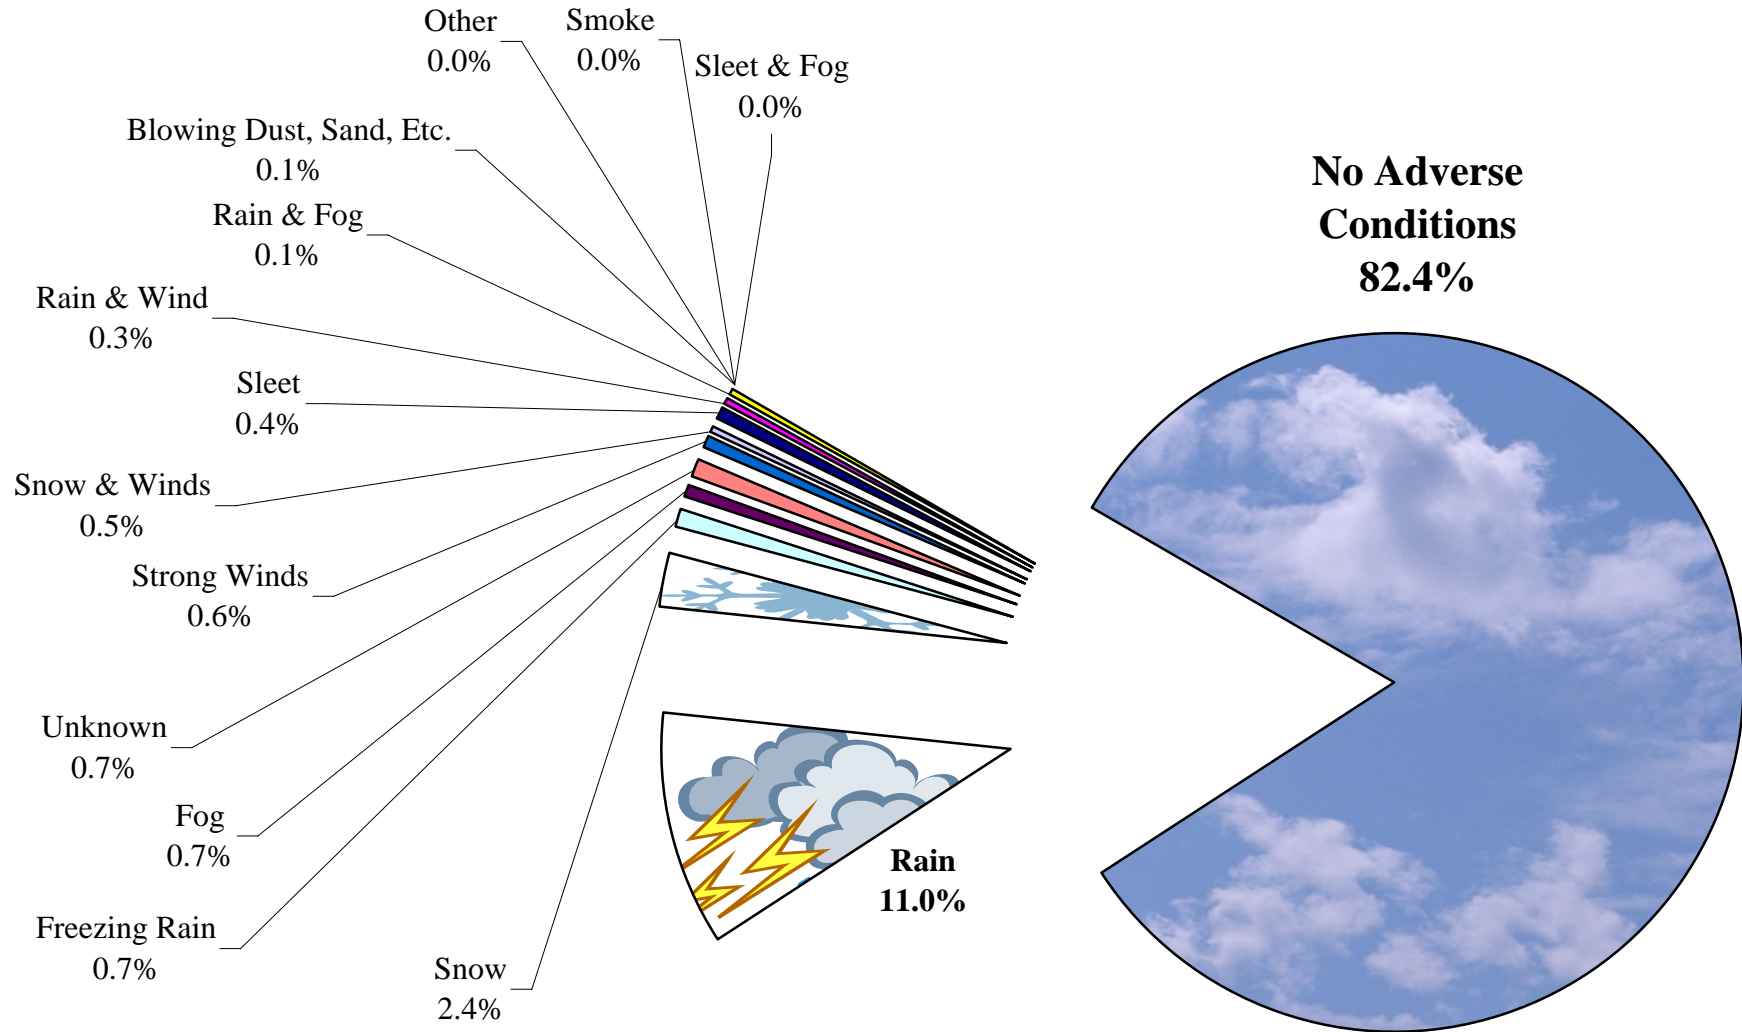 Other
0.0%
Smoke
0.0%
Sleet & Fog
0.0%
Blowing Dust, Sand, Etc.
0.1%
Rain & Fog
0.1%
Rain & Wind
0.3%
Sleet
0.4%
Snow & Winds
0.5%
Strong Winds
0.6%
Unknown
0.7%
Fog
0.7%
Freezing Rain
0.7%
Snow
2.4%
Rain
11.0%
No Adverse
Conditions
82.4%